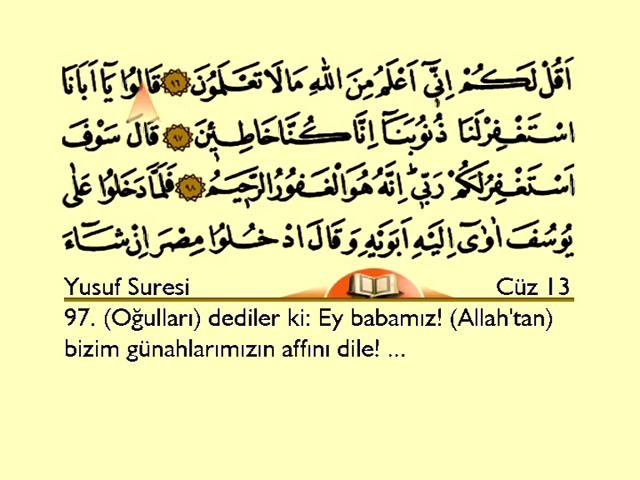 اَقُلْ لَكُمْ اِنّٓى اَعْلَمُ مِنَ اللّٰهِ مَا لَا تَعْلَمُونَ ﴿٩٦﴾ قَالُوا يَٓا اَبَانَا
اسْتَغْفِرْ لَنَا ذُنُوبَنَٓا اِنَّا كُنَّا خَاطِـِٔينَ ﴿٩٧﴾ قَالَ سَوْفَ
اَسْتَغْفِرُ لَكُمْ رَبّٖى اِنَّهُ هُوَ الْغَفُورُ الرَّحٖيمُ ﴿٩٨﴾ فَلَمَّا دَخَلُوا عَلٰى
يُوسُفَ اٰوٰٓى اِلَيْهِ اَبَوَيْهِ وَقَالَ ادْخُلُوا مِصْرَ اِنْ شَٓاءَ
Yusuf Suresi Cüz 13
97. (Oğulları) dediler ki: Ey babamız! (Allah'tan)
bizim günahlarımızın affını dile! ...